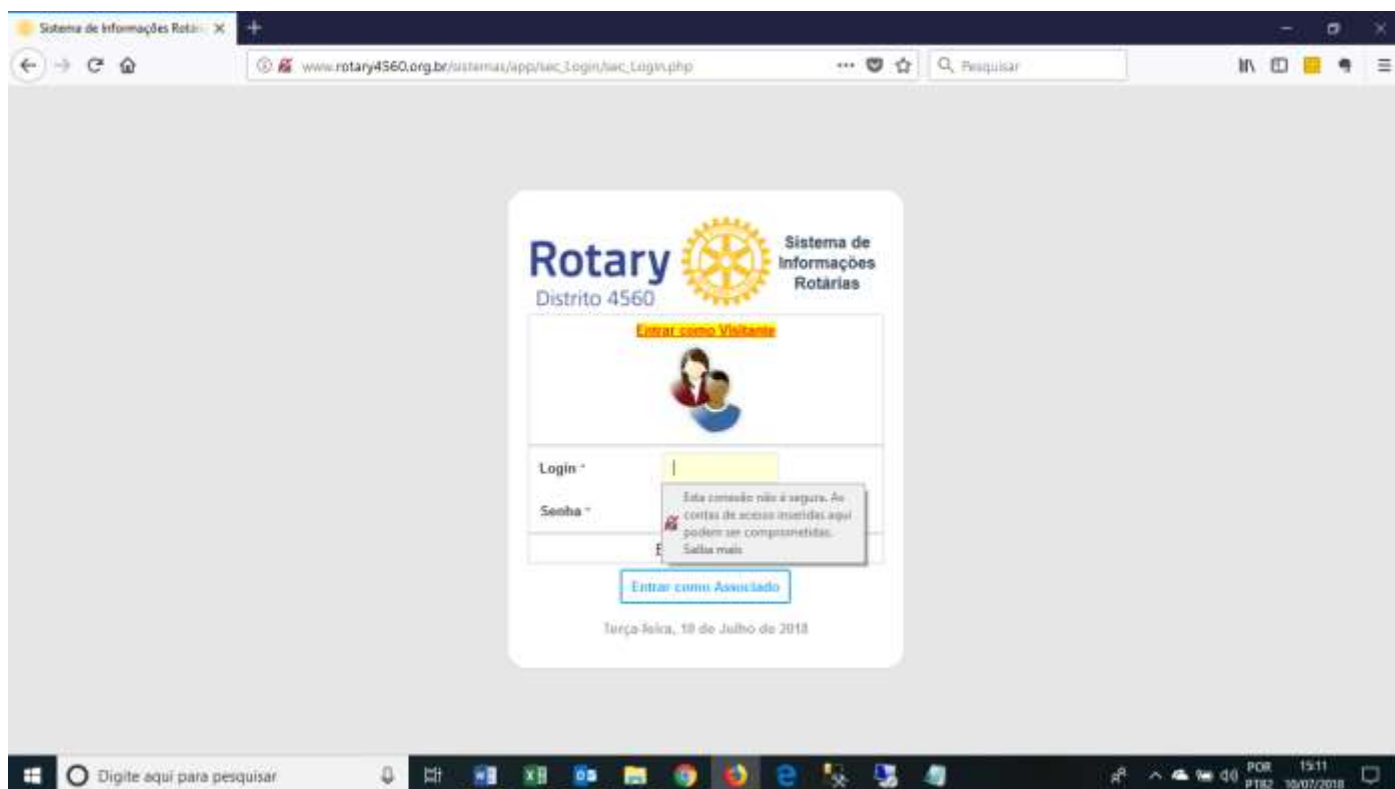 Sistema de Informações Rotári
www.rotary4560.org.br/sistemas/app/sec_Login/sec_Login.php
Pesquisar
Rotary
Distrito 4560
Sistema de
Informações
Rotárias
Entrar como Visitante
Login *
Senha *
Esta conexão não é segura. As
contas de acesso inseridas aqui
podem ser comprometidas.
Saiba mais
E
Entrar como Associado
Terça-feira, 10 de Julho de 2018
Digite aqui para pesquisar
POR
PTB2
15:11
10/07/2018